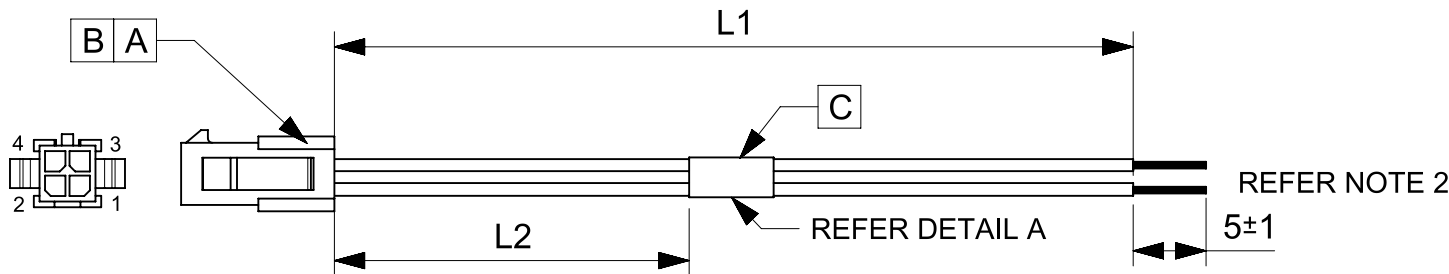 L1
B A
C
4 3
2 1
REFER NOTE 2
REFER DETAIL A
5±1
L2